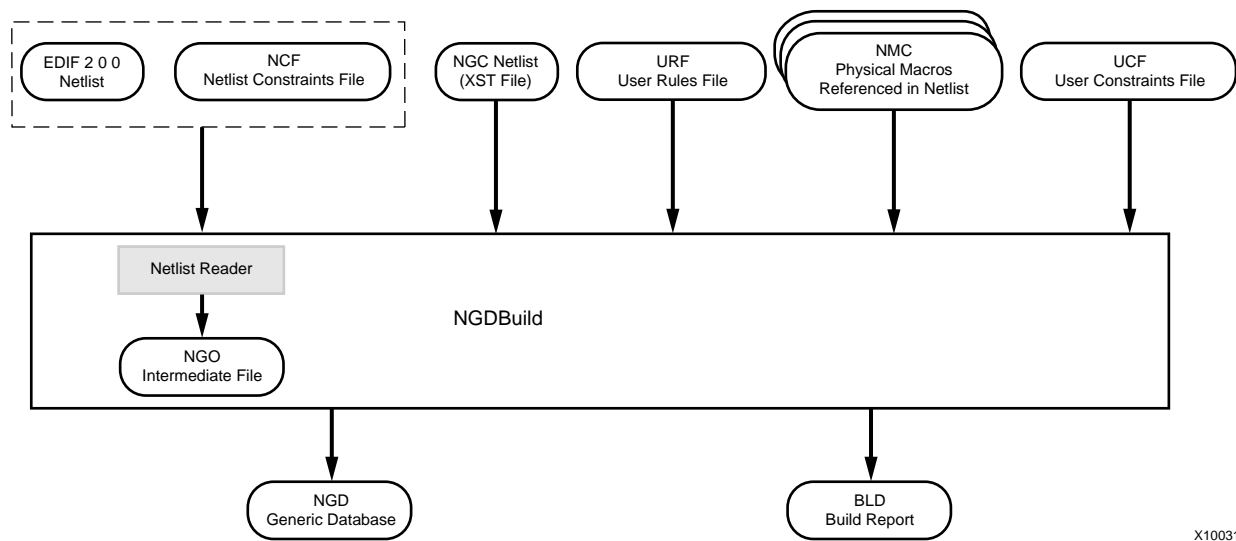 EDIF 2 0 0
Netlist
NCF
Netlist Constraints File
NGC Netlist
(XST File)
URF
User Rules File
NMC
Physical Macros
Referenced in Netlist
UCF
User Constraints File
Netlist Reader
NGDBuild
NGO
Intermediate File
NGD
Generic Database
BLD
Build Report
X10031